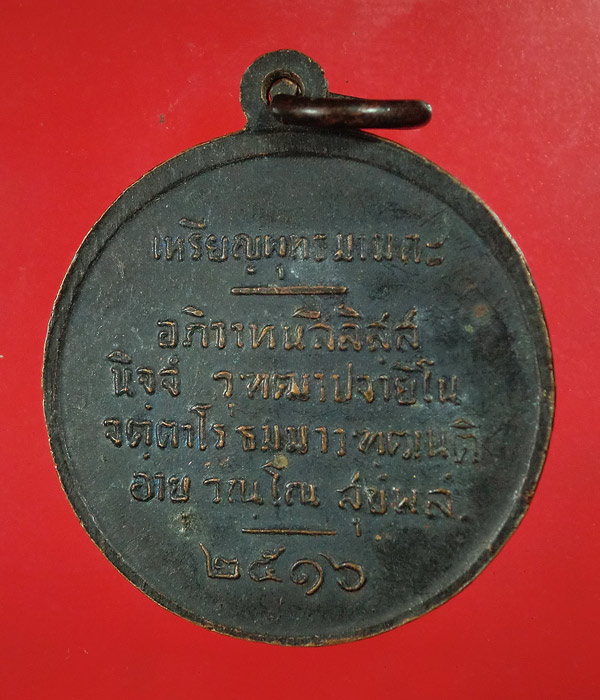 เหรียญพุทธมามกะ
อภิวาทนสีลิสฺส
นิจจํ วุฑฒาปจายิโน
จตฺตาโร ธมฺมา วฑฒนติ
อายุ วณฺโณ สุขํ พลํ
๒๕๑๖